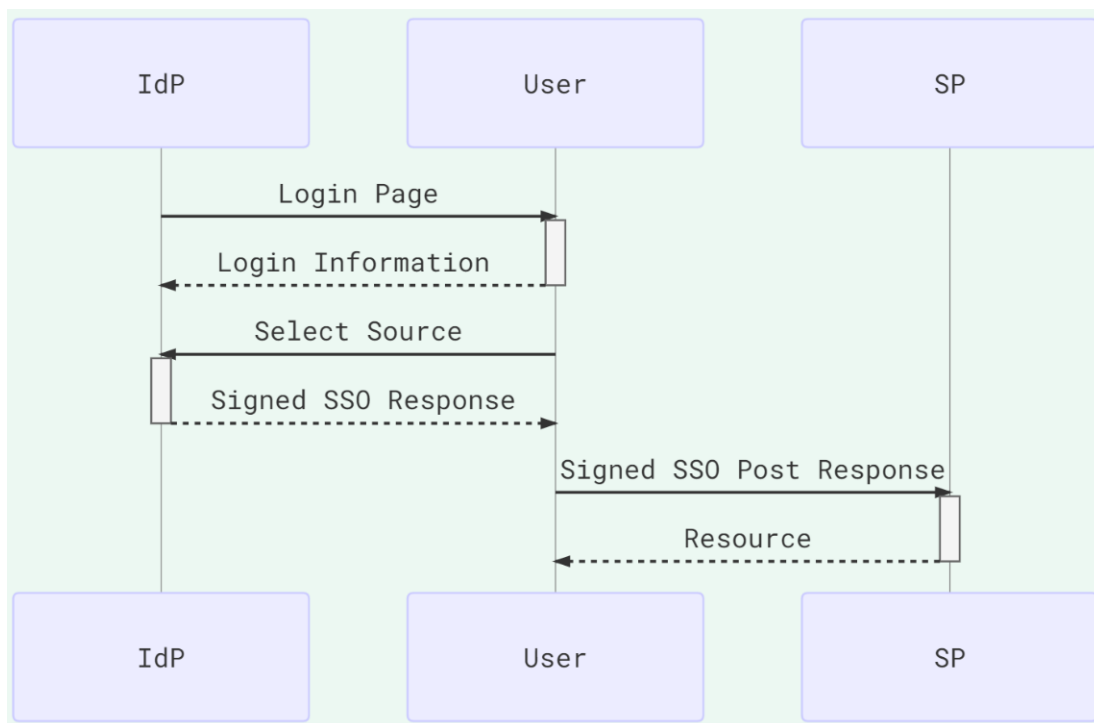 IdP
User
SP
Login Page
Login Information
Select Source
Signed SSO Response
Signed SSO Post Response
Resource
IdP
User
SP